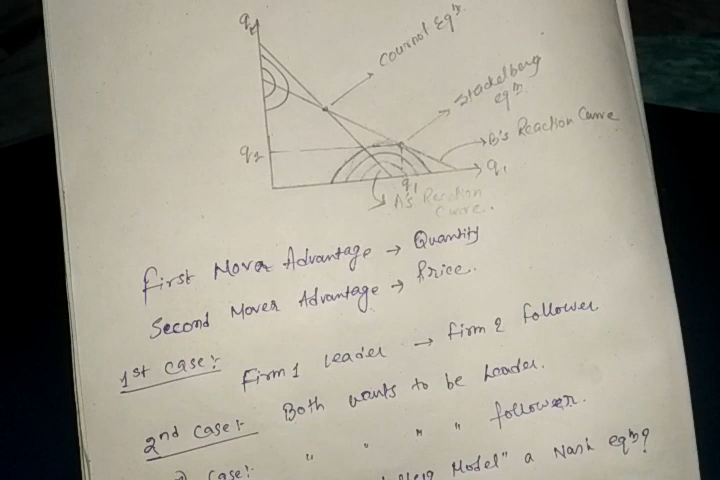 q2
Cournot Eqᵐ
Stackelberg
eqᵐ
B's Reaction Curve
q2
q1
q1
A's Reaction
Curve.
First Mover Advantage → Quantity
Second Mover Advantage → Price.
1st case:- Firm 1 leader → Firm 2 follower
2nd case:- Both wants to be Leader.
case:- " " " " follower.
Model" a Nash eqᵐ?